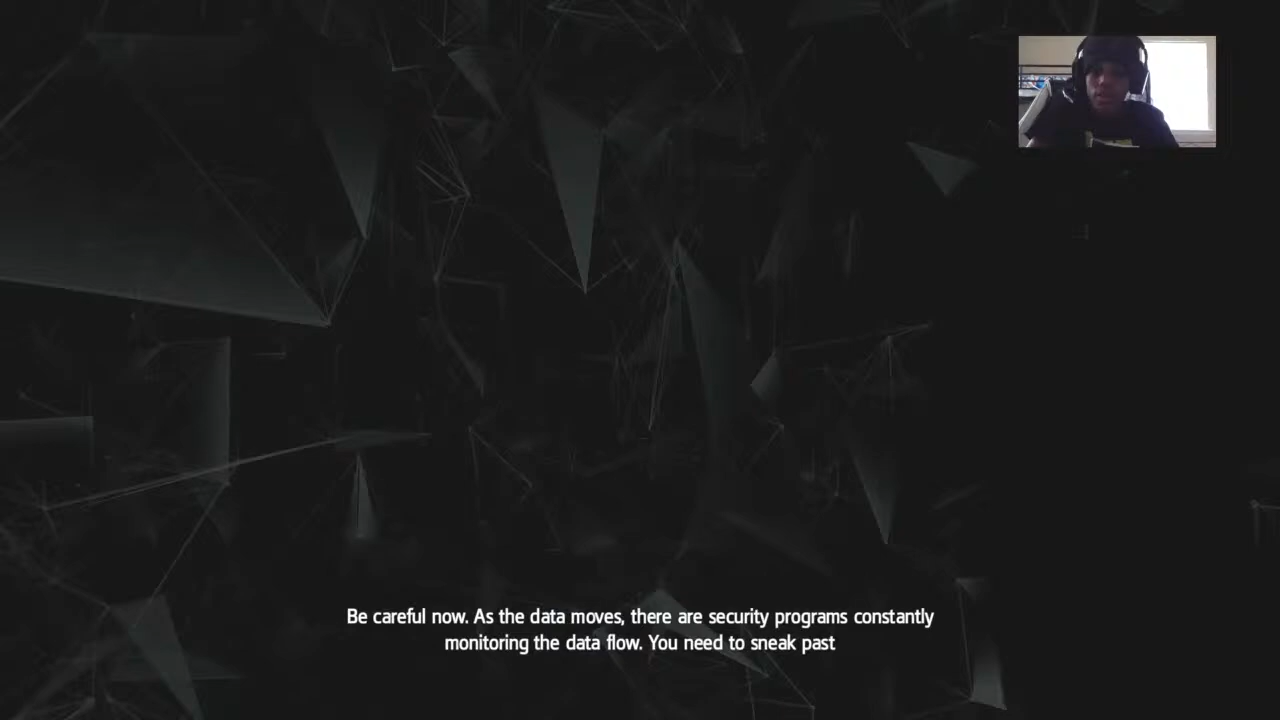 Be careful now. As the data moves, there are security programs constantly
monitoring the data flow. You need to sneak past